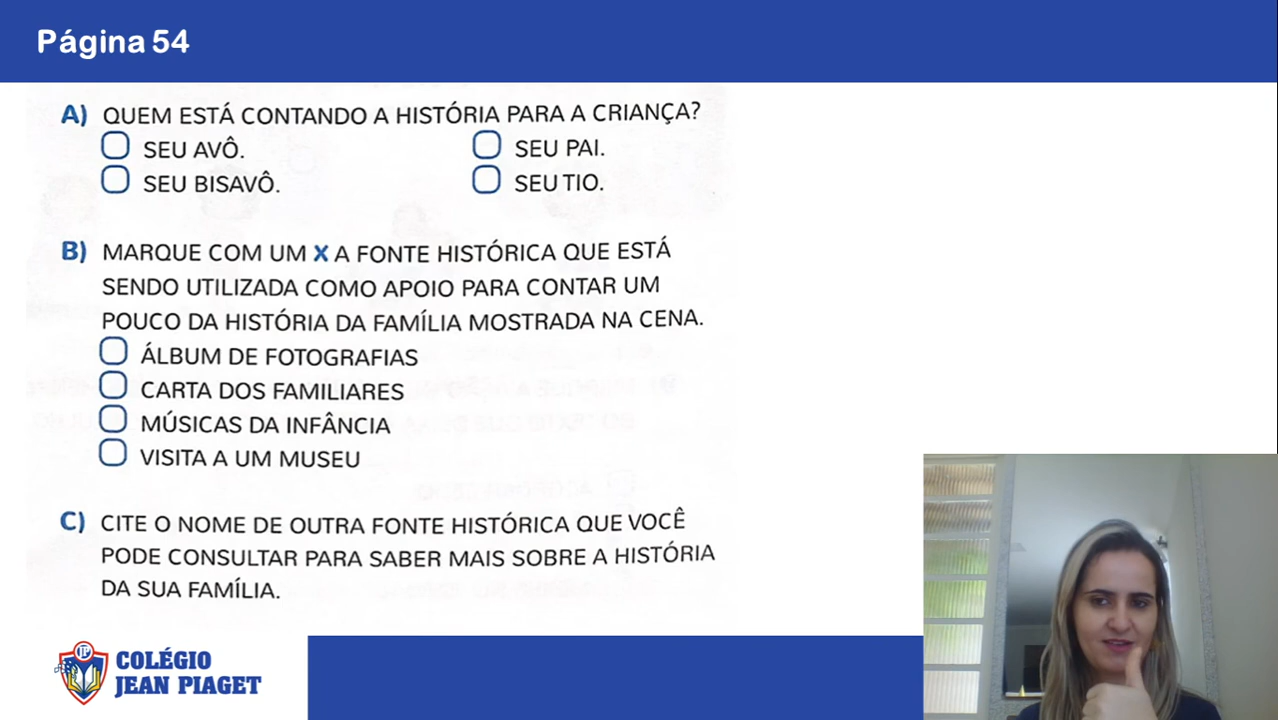 Página 54
A) QUEM ESTÁ CONTANDO A HISTÓRIA PARA A CRIANÇA?
SEU AVÔ. SEU PAI.
SEU BISAVÔ. SEU TIO.
B) MARQUE COM UM X A FONTE HISTÓRICA QUE ESTÁ
SENDO UTILIZADA COMO APOIO PARA CONTAR UM
POUCO DA HISTÓRIA DA FAMÍLIA MOSTRADA NA CENA.
ÁLBUM DE FOTOGRAFIAS
CARTA DOS FAMILIARES
MÚSICAS DA INFÂNCIA
VISITA A UM MUSEU
C) CITE O NOME DE OUTRA FONTE HISTÓRICA QUE VOCÊ
PODE CONSULTAR PARA SABER MAIS SOBRE A HISTÓRIA
DA SUA FAMÍLIA.
COLÉGIO
JEAN PIAGET